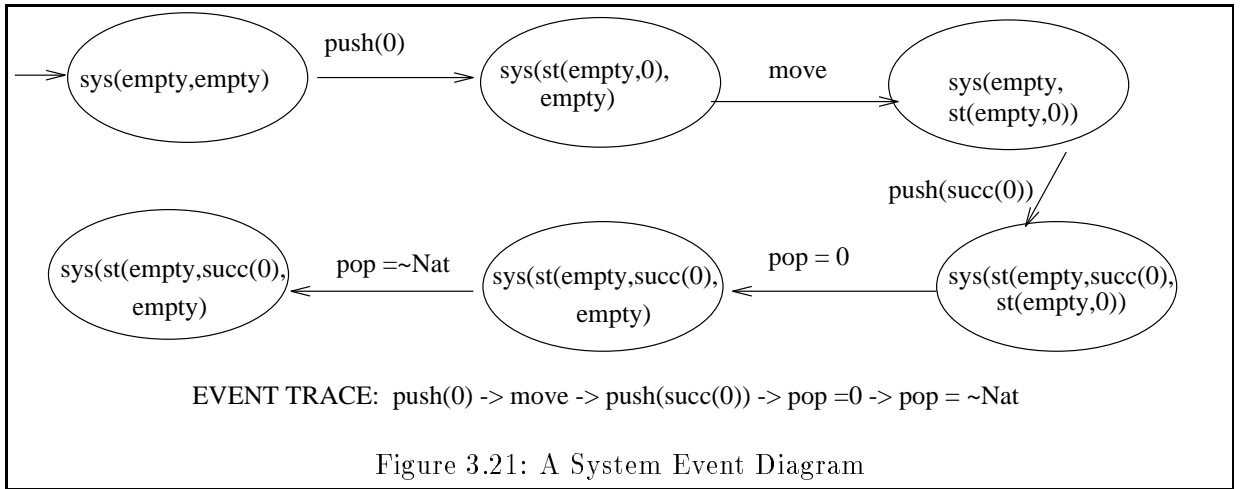 push(0)
sys(empty,empty)
sys(st(empty,0),
empty)
move
sys(empty,
st(empty,0))
push(succ(0))
sys(st(empty,succ(0),
st(empty,0))
pop = 0
sys(st(empty,succ(0),
empty)
pop =~Nat
sys(st(empty,succ(0),
empty)
EVENT TRACE: push(0) -> move -> push(succ(0)) -> pop =0 -> pop = ~Nat
Figure 3.21: A System Event Diagram